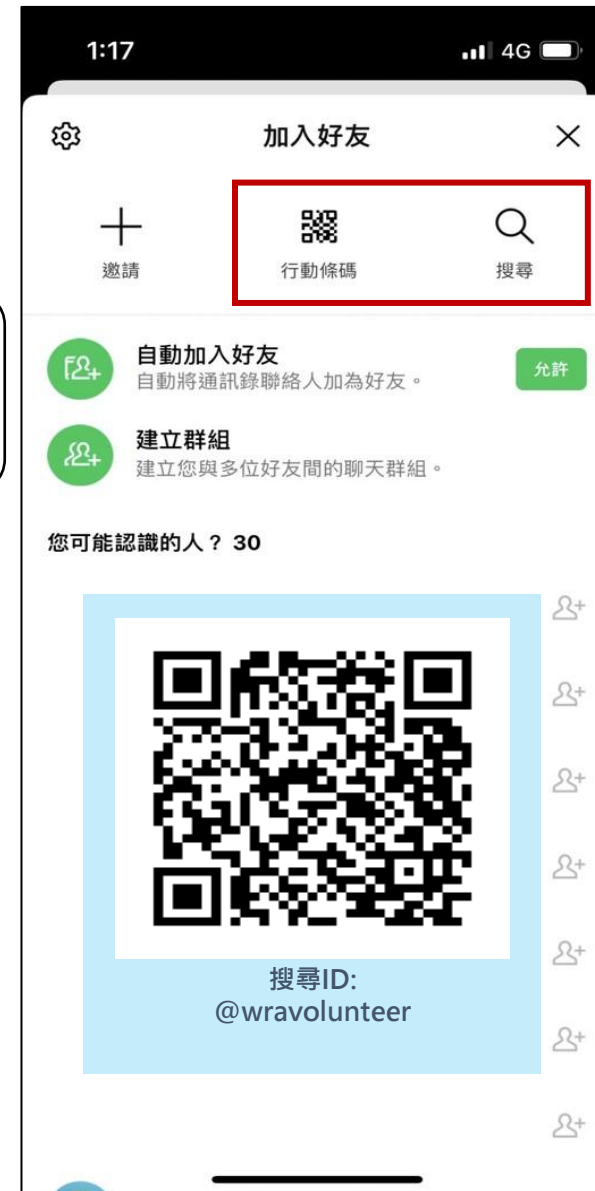 1:17
4G
加入好友
邀請
行動條碼
搜尋
自動加入好友
自動將通訊錄聯絡人加為好友。
允許
建立群組
建立您與多位好友間的聊天群組。
您可能認識的人？ 30
搜尋ID:
@wravolunteer